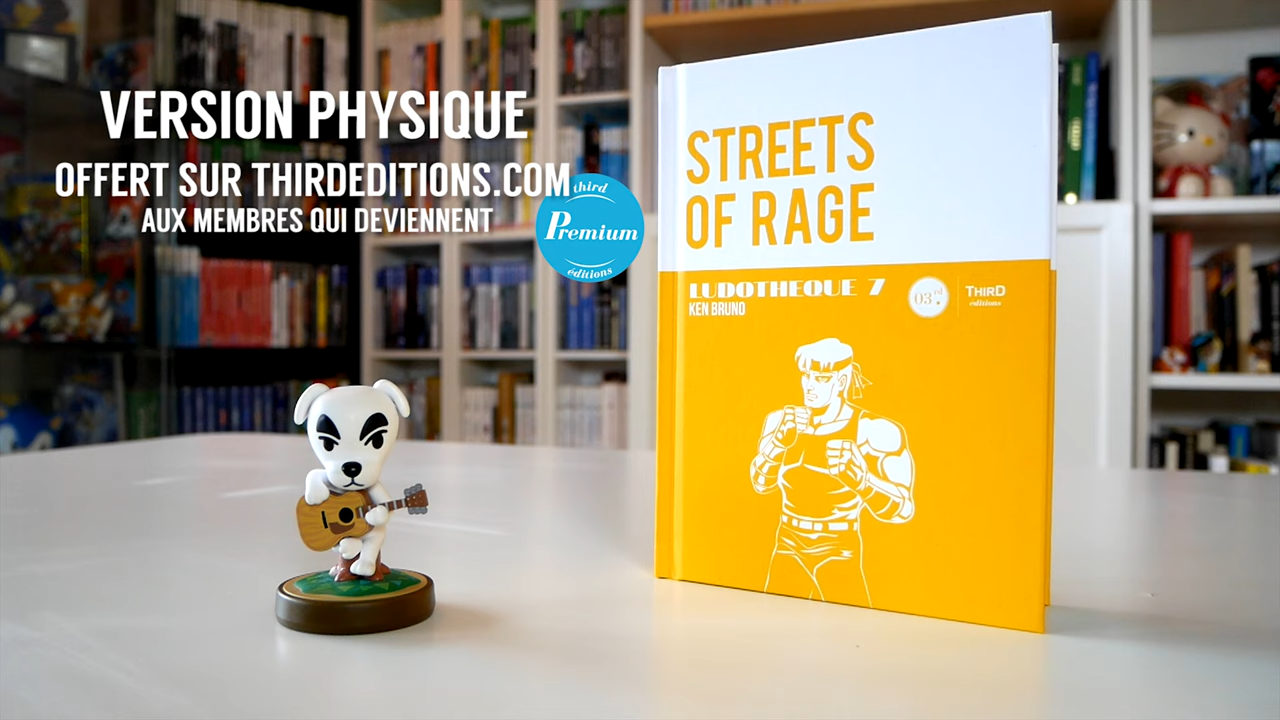 VERSION PHYSIQUE
OFFERT SUR THIRDEDITIONS.COM
AUX MEMBRES QUI DEVIENNENT
third
Premium
éditions
STREETS
OF RAGE
LUDOTHEQUE 7
KEN BRUNO
03rd
THIRD
éditions